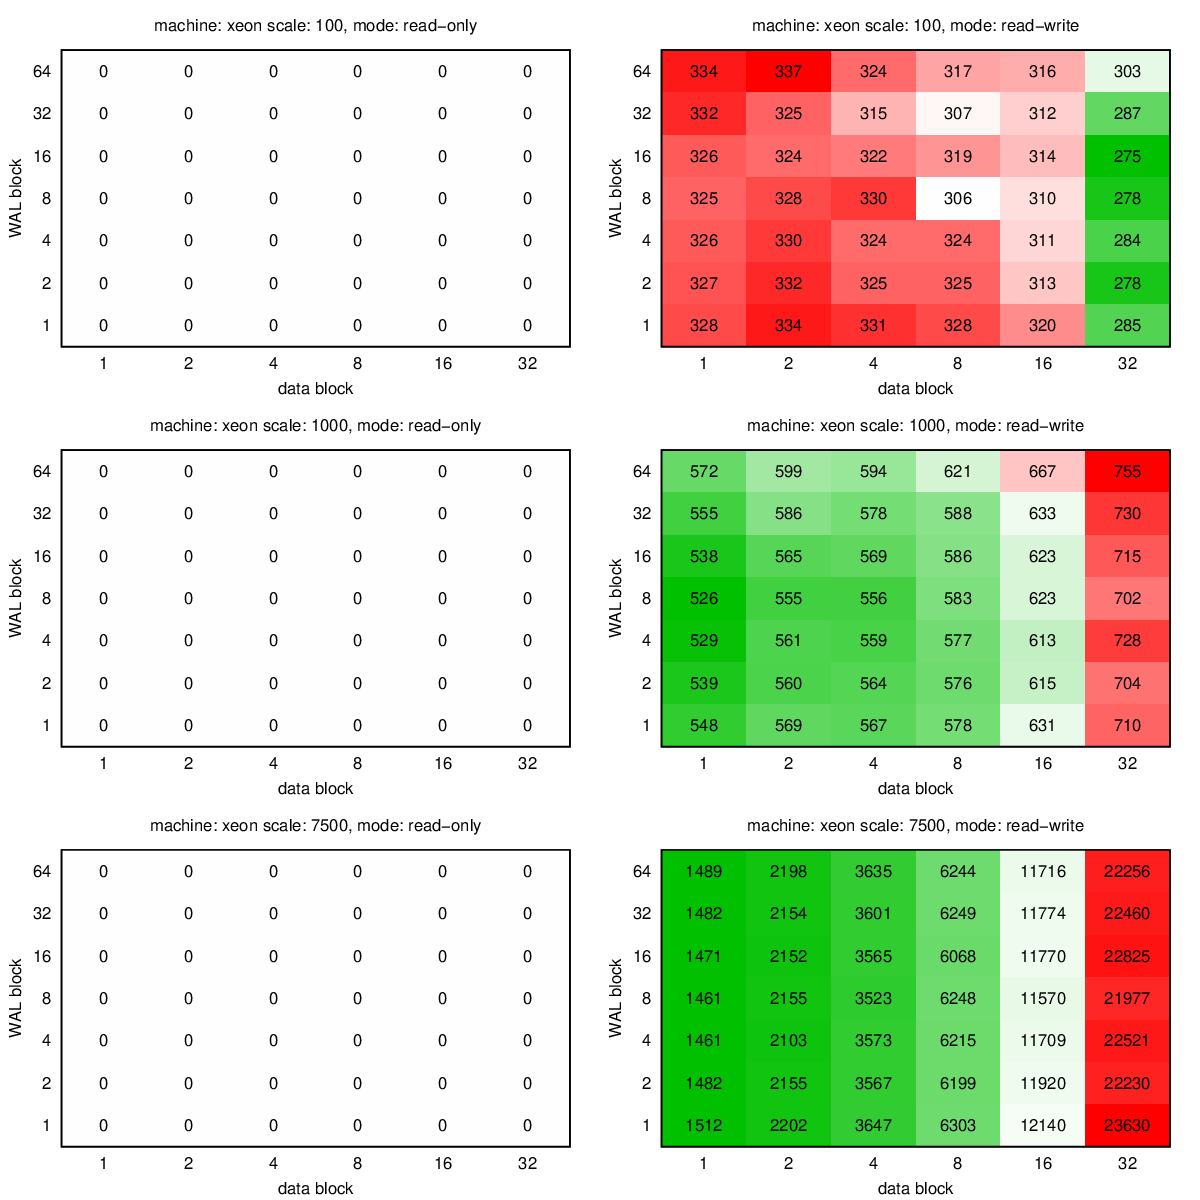 machine: xeon scale: 100, mode: read−only
WAL block
64 0 0 0 0 0 0
32 0 0 0 0 0 0
16 0 0 0 0 0 0
8 0 0 0 0 0 0
4 0 0 0 0 0 0
2 0 0 0 0 0 0
1 0 0 0 0 0 0
1 2 4 8 16 32
data block
machine: xeon scale: 100, mode: read−write
WAL block
64 334 337 324 317 316 303
32 332 325 315 307 312 287
16 326 324 322 319 314 275
8 325 328 330 306 310 278
4 326 330 324 324 311 284
2 327 332 325 325 313 278
1 328 334 331 328 320 285
1 2 4 8 16 32
data block
machine: xeon scale: 1000, mode: read−only
WAL block
64 0 0 0 0 0 0
32 0 0 0 0 0 0
16 0 0 0 0 0 0
8 0 0 0 0 0 0
4 0 0 0 0 0 0
2 0 0 0 0 0 0
1 0 0 0 0 0 0
1 2 4 8 16 32
data block
machine: xeon scale: 1000, mode: read−write
WAL block
64 572 599 594 621 667 755
32 555 586 578 588 633 730
16 538 565 569 586 623 715
8 526 555 556 583 623 702
4 529 561 559 577 613 728
2 539 560 564 576 615 704
1 548 569 567 578 631 710
1 2 4 8 16 32
data block
machine: xeon scale: 7500, mode: read−only
WAL block
64 0 0 0 0 0 0
32 0 0 0 0 0 0
16 0 0 0 0 0 0
8 0 0 0 0 0 0
4 0 0 0 0 0 0
2 0 0 0 0 0 0
1 0 0 0 0 0 0
1 2 4 8 16 32
data block
machine: xeon scale: 7500, mode: read−write
WAL block
64 1489 2198 3635 6244 11716 22256
32 1482 2154 3601 6249 11774 22460
16 1471 2152 3565 6068 11770 22825
8 1461 2155 3523 6248 11570 21977
4 1461 2103 3573 6215 11709 22521
2 1482 2155 3567 6199 11920 22230
1 1512 2202 3647 6303 12140 23630
1 2 4 8 16 32
data block